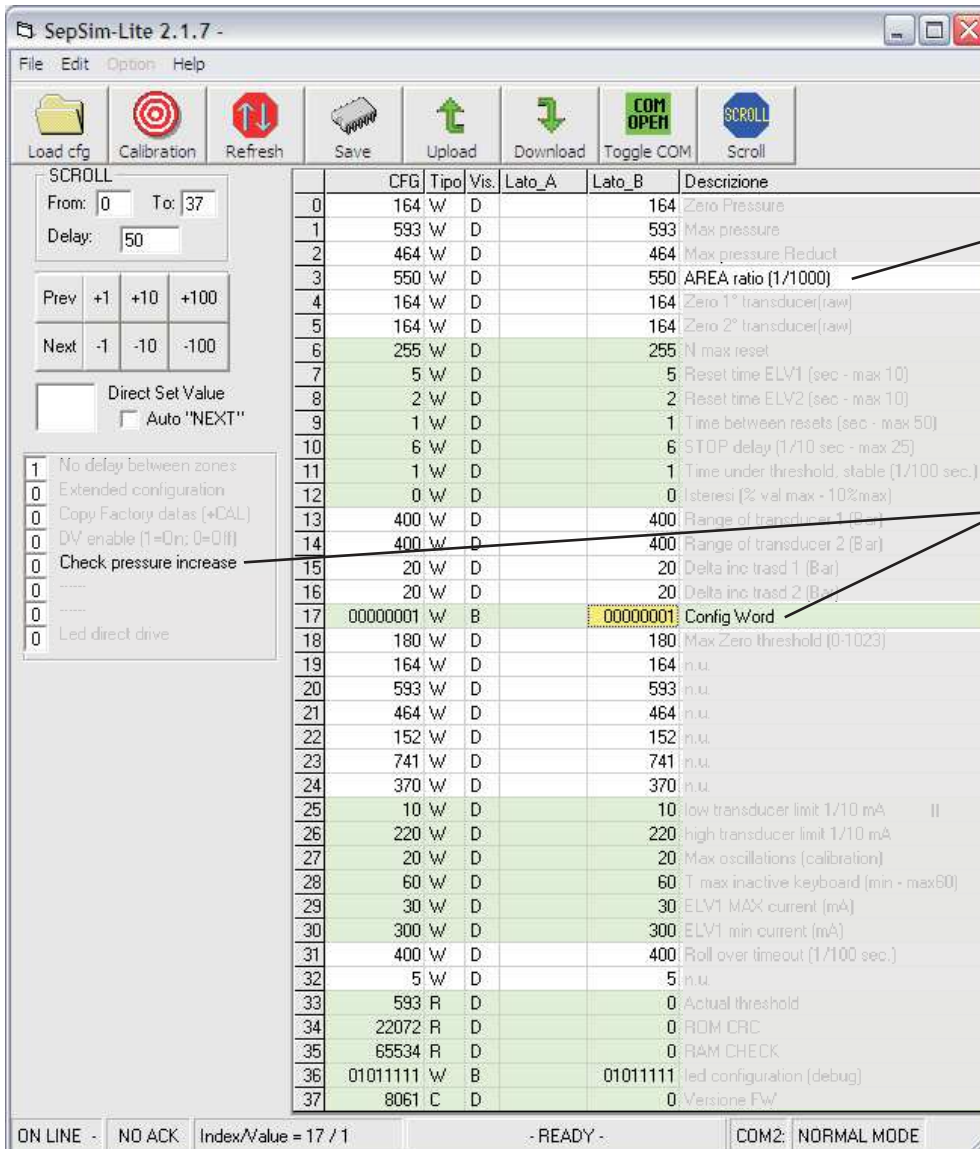 SepSim-Lite 2.1.7 -
File Edit Option Help
Load cfg Calibration Refresh Save Upload Download COM OPEN Toggle COM SCROLL Scroll
SCROLL
From: 0 To: 37
Delay: 50
Prev +1 +10 +100
Next -1 -10 -100
Direct Set Value
Auto "NEXT"
1 No delay between zones
0 Extended configuration
0 Copy Factory datas (+CAL)
0 DV enable (1=On; 0=Off)
0 Check pressure increase
0 ------
0 ------
0 Led direct drive
CFG Tipo Vis. Lato_A Lato_B Descrizione
0 164 W D 164 Zero Pressure
1 593 W D 593 Max pressure
2 464 W D 464 Max pressure Reduct
3 550 W D 550 AREA ratio (1/1000)
4 164 W D 164 Zero 1° transducer(raw)
5 164 W D 164 Zero 2° transducer(raw)
6 255 W D 255 N max reset
7 5 W D 5 Reset time ELV1 (sec - max 10)
8 2 W D 2 Reset time ELV2 (sec - max 10)
9 1 W D 1 Time between resets (sec - max 50)
10 6 W D 6 STOP delay (1/10 sec - max 25)
11 1 W D 1 Time under threshold, stable (1/100 sec.)
12 0 W D 0 Isteresi (% val max - 10%max)
13 400 W D 400 Range of transducer 1 (Bar)
14 400 W D 400 Range of transducer 2 (Bar)
15 20 W D 20 Delta inc trasd 1 (Bar)
16 20 W D 20 Delta inc trasd 2 (Bar)
17 00000001 W B 00000001 Config Word
18 180 W D 180 Max Zero threshold (0-1023)
19 164 W D 164 n.u.
20 593 W D 593 n.u.
21 464 W D 464 n.u.
22 152 W D 152 n.u.
23 741 W D 741 n.u.
24 370 W D 370 n.u.
25 10 W D 10 low transducer limit 1/10 mA ||
26 220 W D 220 high transducer limit 1/10 mA
27 20 W D 20 Max oscillations (calibration)
28 60 W D 60 T max inactive keyboard (min - max60)
29 30 W D 30 ELV1 MAX current (mA)
30 300 W D 300 ELV1 min current (mA)
31 400 W D 400 Roll over timeout (1/100 sec.)
32 5 W D 5 n.u.
33 593 R D 0 Actual threshold
34 22072 R D 0 ROM CRC
35 65534 R D 0 RAM CHECK
36 01011111 W B 01011111 led configuration (debug)
37 8061 C D 0 Versione FW
ON LINE - NO ACK Index/Value = 17 / 1 - READY - COM2: NORMAL MODE